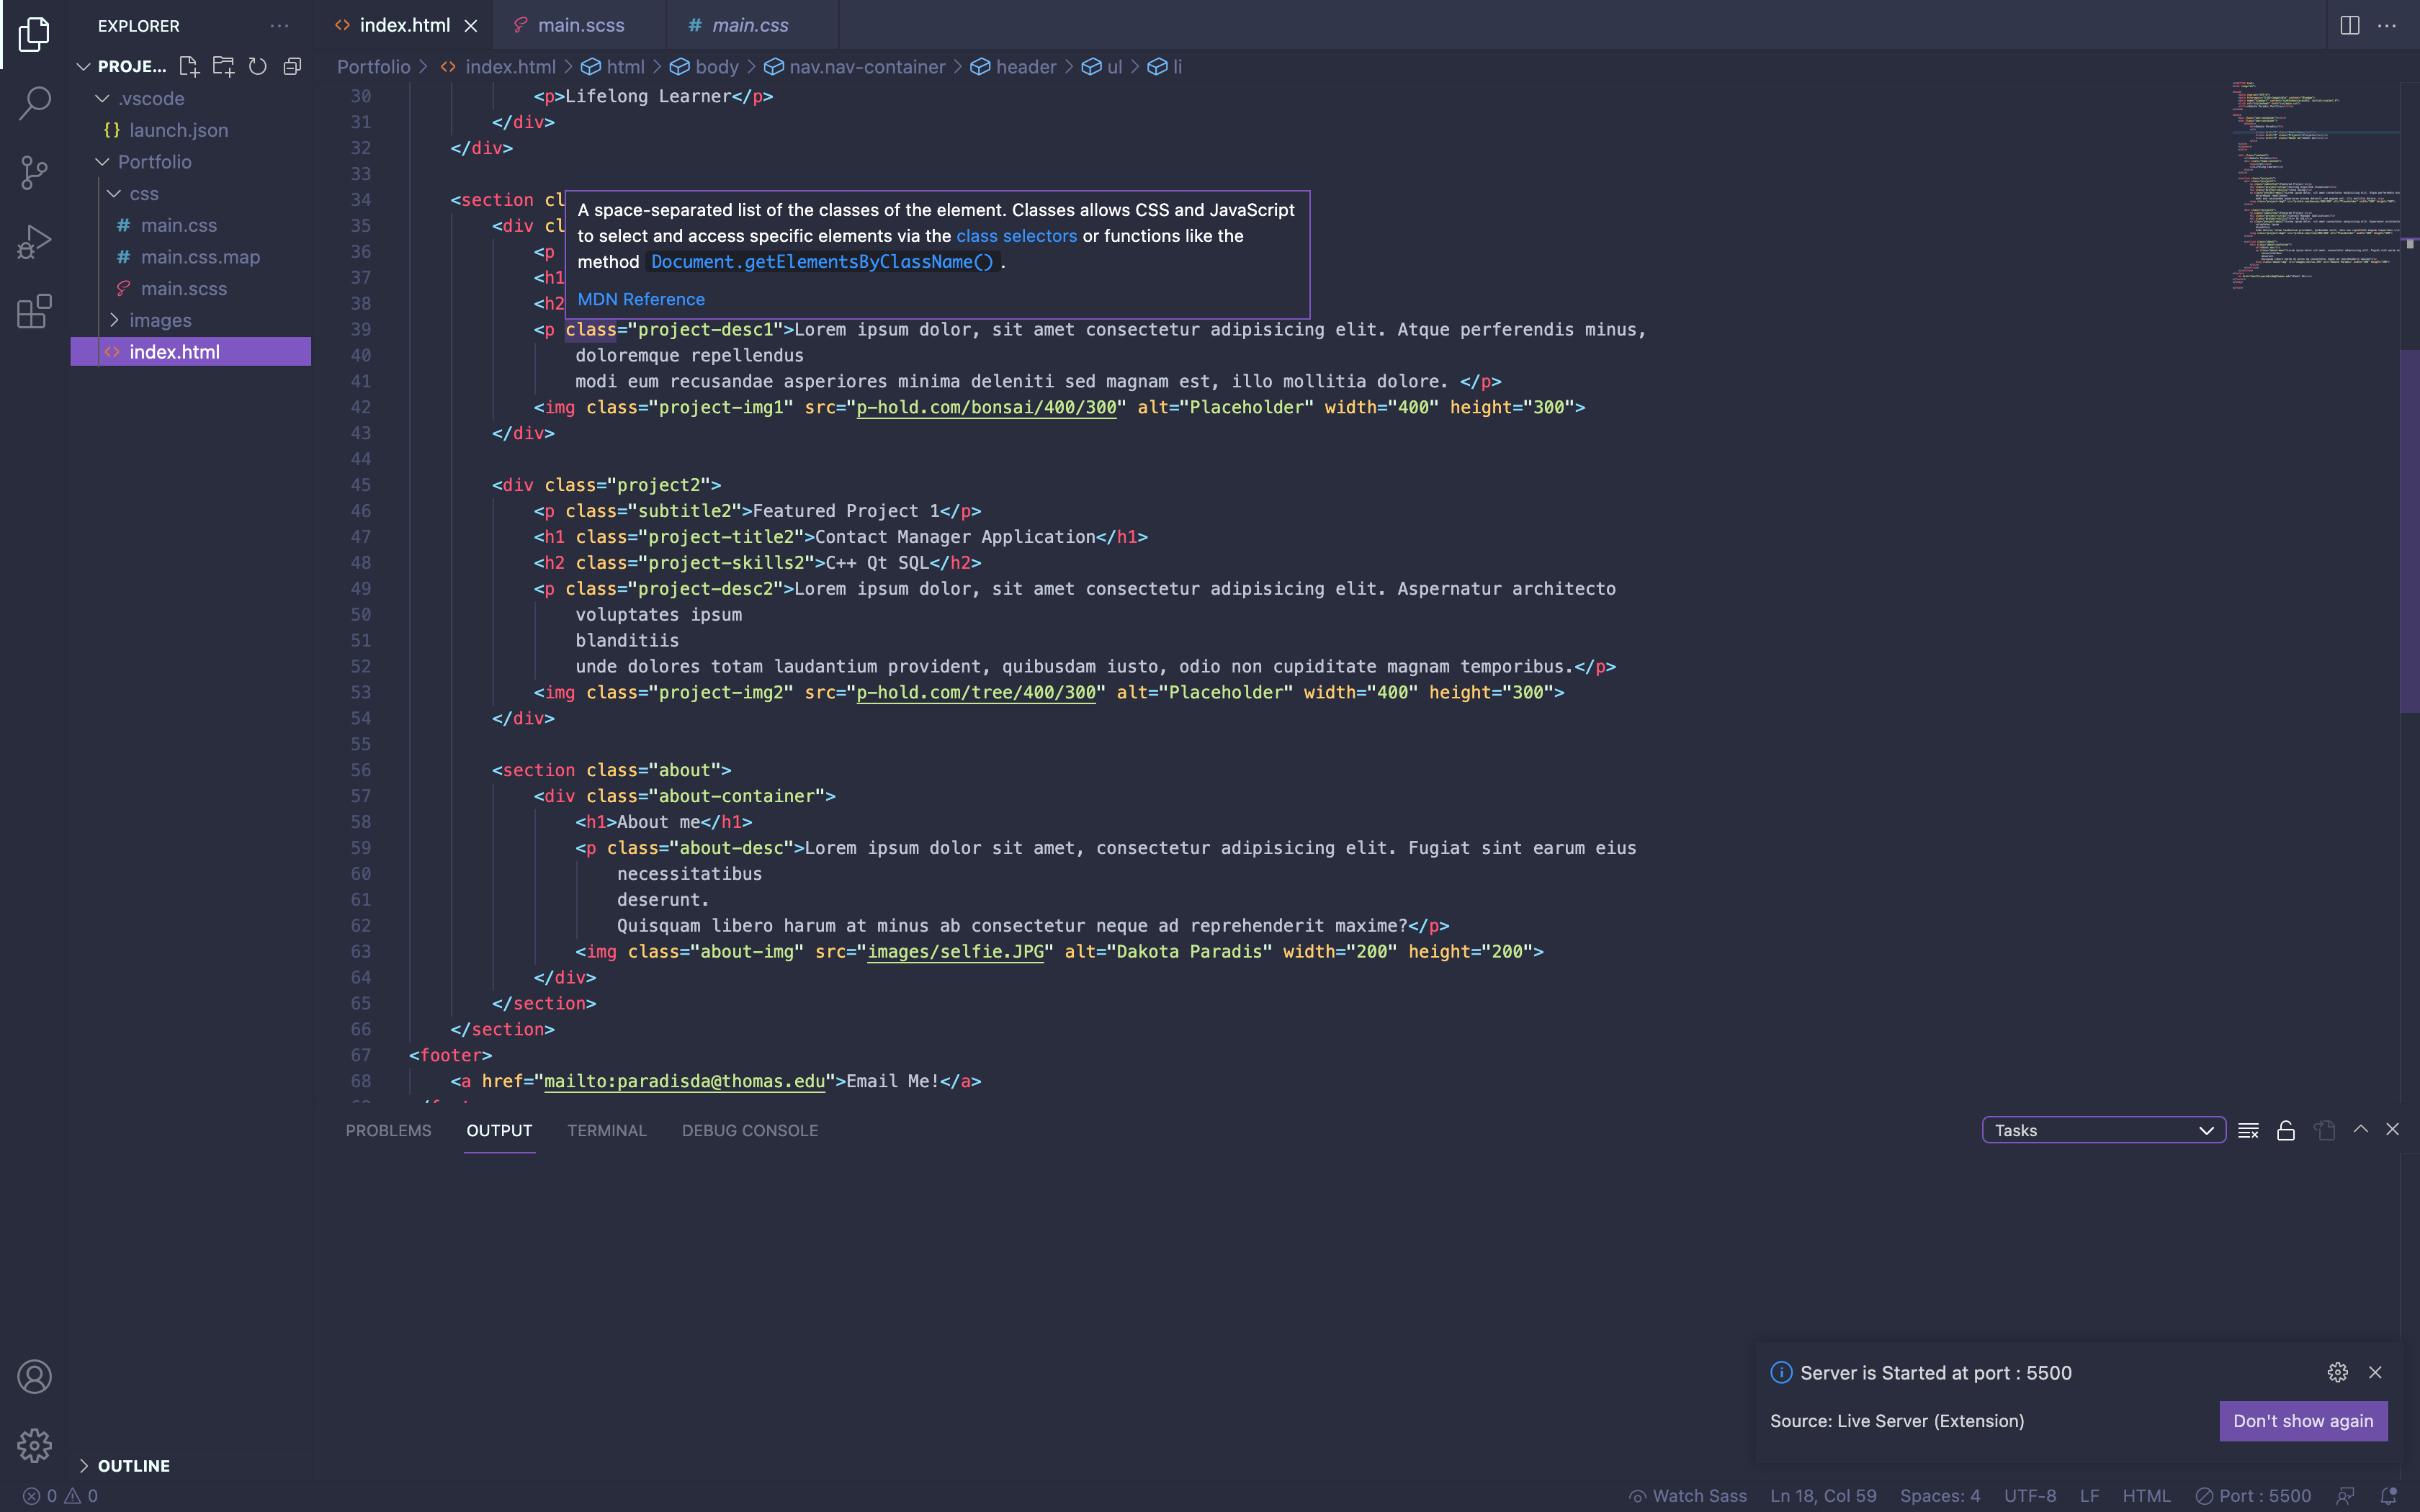 EXPLORER
index.html
main.scss
main.css
PROJE...
Portfolio > index.html > html > body > nav.nav-container > header > ul > li
.vscode
launch.json
Portfolio
css
main.css
main.css.map
main.scss
images
index.html
30 <p>Lifelong Learner</p>
31 </div>
32 </div>
33
34 <section cl
35 <div cl
36 <p
37 <h1
38 <h2
A space-separated list of the classes of the element. Classes allows CSS and JavaScript
to select and access specific elements via the class selectors or functions like the
method Document.getElementsByClassName() .
MDN Reference
39 <p class="project-desc1">Lorem ipsum dolor, sit amet consectetur adipisicing elit. Atque perferendis minus,
40 doloremque repellendus
41 modi eum recusandae asperiores minima deleniti sed magnam est, illo mollitia dolore. </p>
42 <img class="project-img1" src="p-hold.com/bonsai/400/300" alt="Placeholder" width="400" height="300">
43 </div>
44
45 <div class="project2">
46 <p class="subtitle2">Featured Project 1</p>
47 <h1 class="project-title2">Contact Manager Application</h1>
48 <h2 class="project-skills2">C++ Qt SQL</h2>
49 <p class="project-desc2">Lorem ipsum dolor, sit amet consectetur adipisicing elit. Aspernatur architecto
50 voluptates ipsum
51 blanditiis
52 unde dolores totam laudantium provident, quibusdam iusto, odio non cupiditate magnam temporibus.</p>
53 <img class="project-img2" src="p-hold.com/tree/400/300" alt="Placeholder" width="400" height="300">
54 </div>
55
56 <section class="about">
57 <div class="about-container">
58 <h1>About me</h1>
59 <p class="about-desc">Lorem ipsum dolor sit amet, consectetur adipisicing elit. Fugiat sint earum eius
60 necessitatibus
61 deserunt.
62 Quisquam libero harum at minus ab consectetur neque ad reprehenderit maxime?</p>
63 <img class="about-img" src="images/selfie.JPG" alt="Dakota Paradis" width="200" height="200">
64 </div>
65 </section>
66 </section>
67 <footer>
68 <a href="mailto:paradisda@thomas.edu">Email Me!</a>
PROBLEMS OUTPUT TERMINAL DEBUG CONSOLE
Tasks
Server is Started at port : 5500
Source: Live Server (Extension)
Don't show again
OUTLINE
0 0
Watch Sass Ln 18, Col 59 Spaces: 4 UTF-8 LF HTML Port : 5500